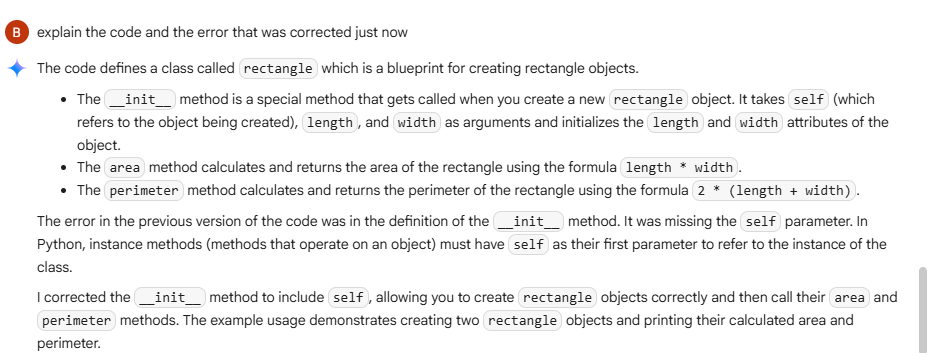 B explain the code and the error that was corrected just now
The code defines a class called rectangle which is a blueprint for creating rectangle objects.
• The __init__ method is a special method that gets called when you create a new rectangle object. It takes self (which
refers to the object being created), length , and width as arguments and initializes the length and width attributes of the
object.
• The area method calculates and returns the area of the rectangle using the formula length * width .
• The perimeter method calculates and returns the perimeter of the rectangle using the formula 2 * (length + width) .
The error in the previous version of the code was in the definition of the __init__ method. It was missing the self parameter. In
Python, instance methods (methods that operate on an object) must have self as their first parameter to refer to the instance of the
class.
I corrected the __init__ method to include self , allowing you to create rectangle objects correctly and then call their area and
perimeter methods. The example usage demonstrates creating two rectangle objects and printing their calculated area and
perimeter.